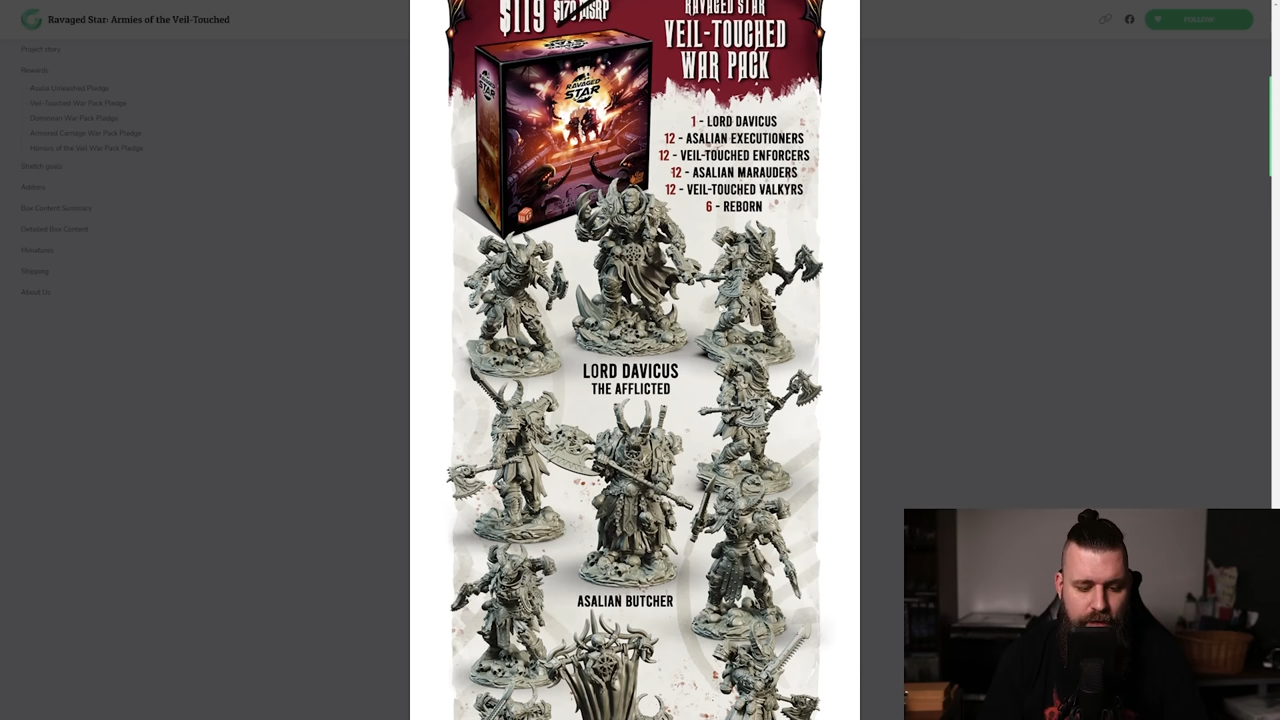 Ravaged Star: Armies of the Veil-Touched
FOLLOW
Project story
Rewards
Asalia Unleashed Pledge
Veil-Touched War Pack Pledge
Dominion War Pack Pledge
Armored Carnage War Pack Pledge
Horrors of the Veil War Pack Pledge
Stretch goals
Addons
Box Content Summary
Detailed Box Content
Miniatures
Shipping
About Us
$119 $170 MSRP
RAVAGED STAR
VEIL-TOUCHED
WAR PACK
RAVAGED
STAR
1 - LORD DAVICUS
12 - ASALIAN EXECUTIONERS
12 - VEIL-TOUCHED ENFORCERS
12 - ASALIAN MARAUDERS
12 - VEIL-TOUCHED VALKYRS
6 - REBORN
LORD DAVICUS
THE AFFLICTED
ASALIAN BUTCHER